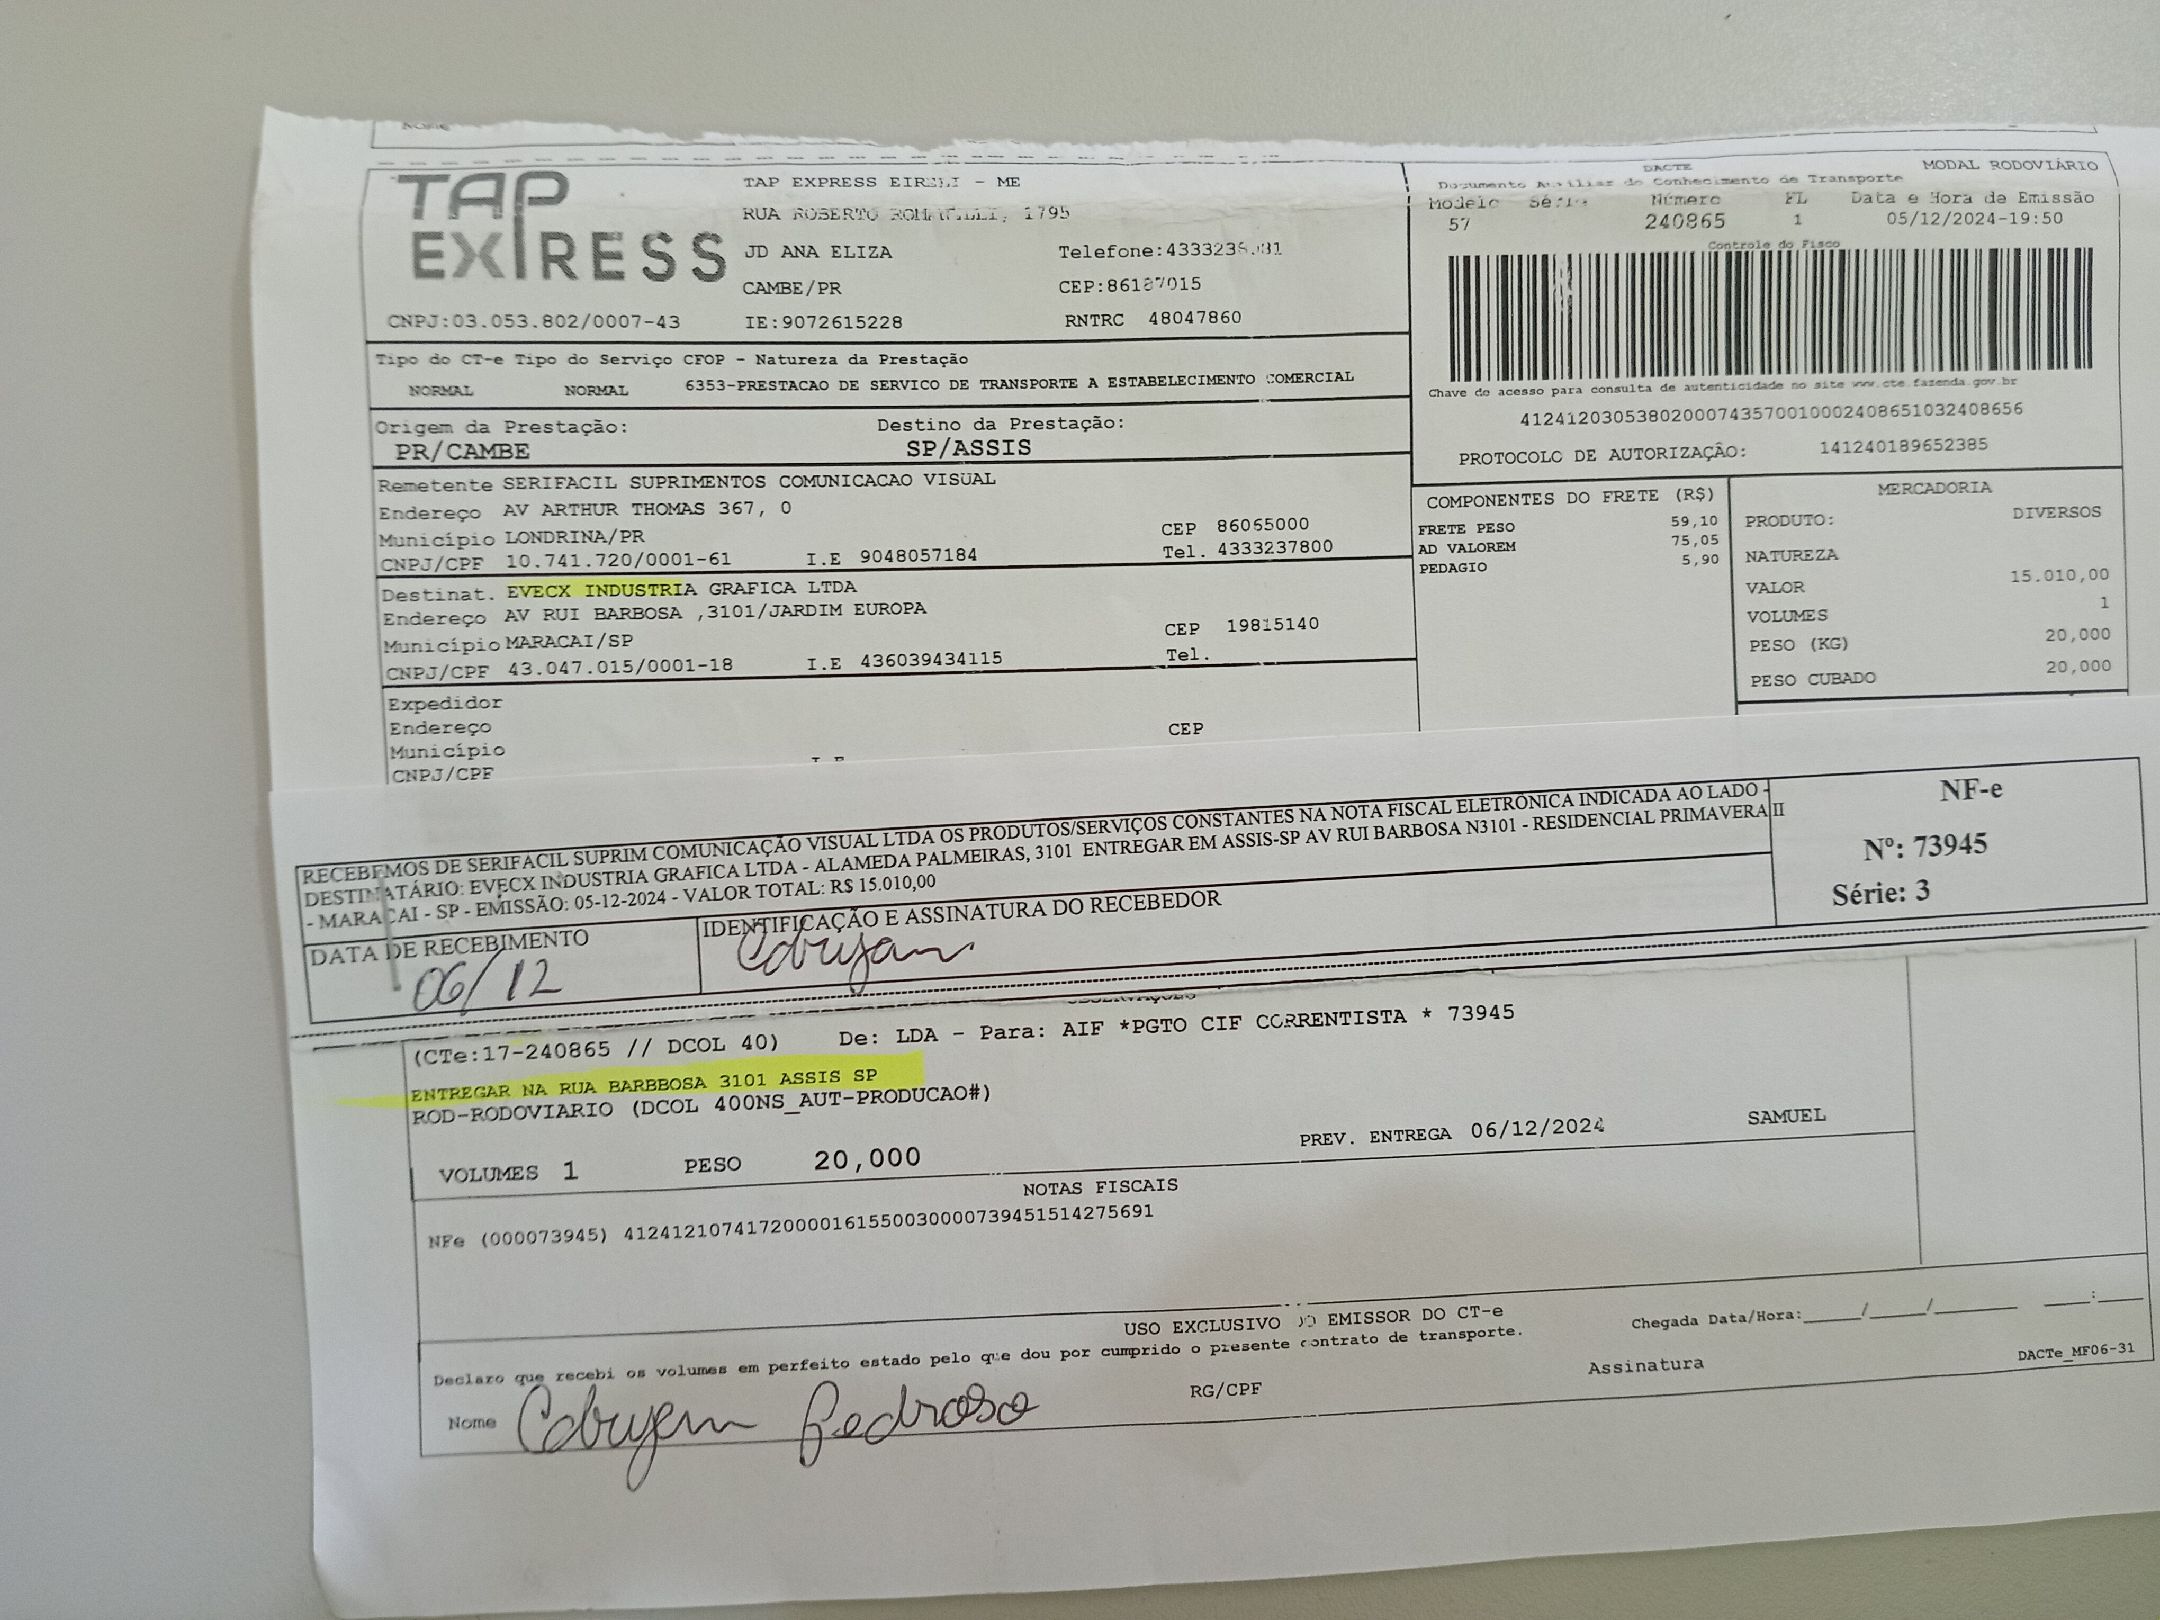 TAP EXPRESS
TAP EXPRESS EIRELI - ME
RUA ROBERTO 1795
JD ANA ELIZA Telefone:
CAMBE/PR CEP:86187015
CNPJ:03.053.802/0007-43 IE:9072615228 RNTRC 48047860
DACTE MODAL RODOVIÁRIO
Documento Auxiliar do Conhecimento de Transporte
Modelo Série Número FL Data e Hora de Emissão
57 240865 1 05/12/2024-19:50
Controle do Fisco
Chave de acesso para consulta de autenticidade no site www.cte.fazenda.gov.br
41241203053802000743570010002408651032408656
PROTOCOLO DE AUTORIZAÇÃO: 141240189652385
Tipo do CT-e Tipo do Serviço CFOP - Natureza da Prestação
NORMAL NORMAL 6353-PRESTACAO DE SERVICO DE TRANSPORTE A ESTABELECIMENTO COMERCIAL
Origem da Prestação: Destino da Prestação:
PR/CAMBE SP/ASSIS
Remetente SERIFACIL SUPRIMENTOS COMUNICACAO VISUAL
Endereço AV ARTHUR THOMAS 367, 0
Município LONDRINA/PR CEP 86065000
CNPJ/CPF 10.741.720/0001-61 I.E 9048057184 Tel. 4333237800
Destinat. EVECX INDUSTRIA GRAFICA LTDA
Endereço AV RUI BARBOSA ,3101/JARDIM EUROPA
Município MARACAI/SP CEP 19815140
CNPJ/CPF 43.047.015/0001-18 I.E 436039434115 Tel.
Expedidor
Endereço CEP
Município
CNPJ/CPF
COMPONENTES DO FRETE (R$)
FRETE PESO 59,10
AD VALOREM 75,05
PEDAGIO 5,90
MERCADORIA
PRODUTO: DIVERSOS
NATUREZA
VALOR 15.010,00
VOLUMES 1
PESO (KG) 20,000
PESO CUBADO 20,000
RECEBEMOS DE SERIFACIL SUPRIM COMUNICAÇÃO VISUAL LTDA OS PRODUTOS/SERVIÇOS CONSTANTES NA NOTA FISCAL ELETRÔNICA INDICADA AO LADO -
DESTINATÁRIO: EVECX INDUSTRIA GRAFICA LTDA - ALAMEDA PALMEIRAS, 3101 ENTREGAR EM ASSIS-SP AV RUI BARBOSA N3101 - RESIDENCIAL PRIMAVERA II
- MARACAI - SP - EMISSÃO: 05-12-2024 - VALOR TOTAL: R$ 15.010,00
NF-e
Nº: 73945
Série: 3
DATA DE RECEBIMENTO IDENTIFICAÇÃO E ASSINATURA DO RECEBEDOR
06/12
(CTe:17-240865 // DCOL 40) De: LDA - Para: AIF *PGTO CIF CORRENTISTA * 73945
ENTREGAR NA RUA BARBBOSA 3101 ASSIS SP
ROD-RODOVIARIO (DCOL 400NS_AUT-PRODUCAO#)
PREV. ENTREGA 06/12/2024 SAMUEL
VOLUMES 1 PESO 20,000
NOTAS FISCAIS
NFe (000073945) 41241210741720000161550030000739451514275691
USO EXCLUSIVO DO EMISSOR DO CT-e
Chegada Data/Hora:_____/_____/_______ ____:____
Declaro que recebi os volumes em perfeito estado pelo que dou por cumprido o presente contrato de transporte.
Nome Pedroso RG/CPF Assinatura
DACTe_MF06-31